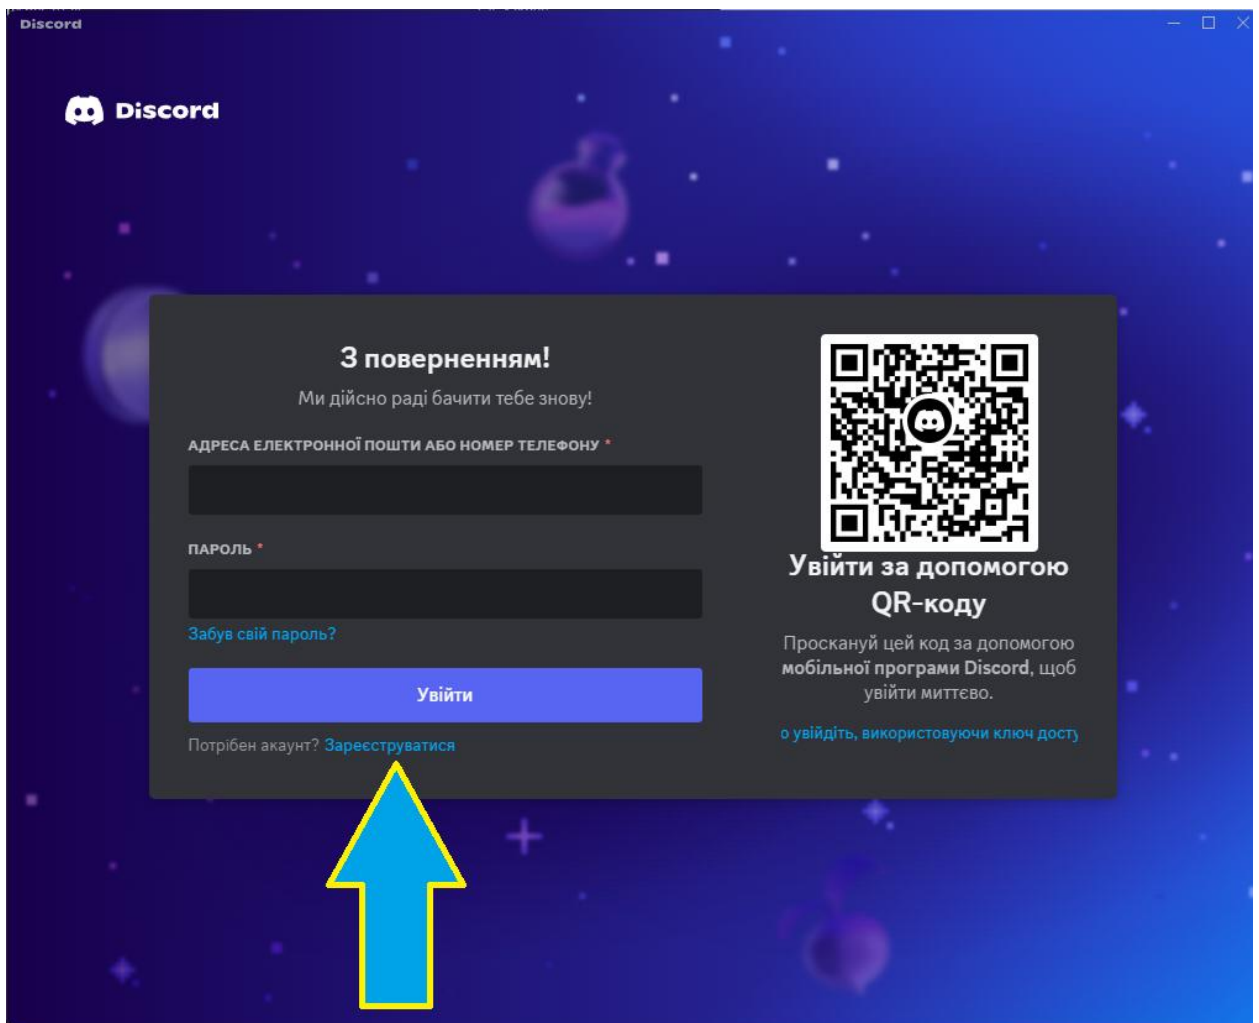 Discord
Discord
З поверненням!
Ми дійсно раді бачити тебе знову!
АДРЕСА ЕЛЕКТРОННОЇ ПОШТИ АБО НОМЕР ТЕЛЕФОНУ *
ПАРОЛЬ *
Забув свій пароль?
Увійти
Потрібен акаунт? Зареєструватися
Увійти за допомогою
QR-коду
Проскануй цей код за допомогою
мобільної програми Discord, щоб
увійти миттєво.
о увійдіть, використовуючи ключ досту